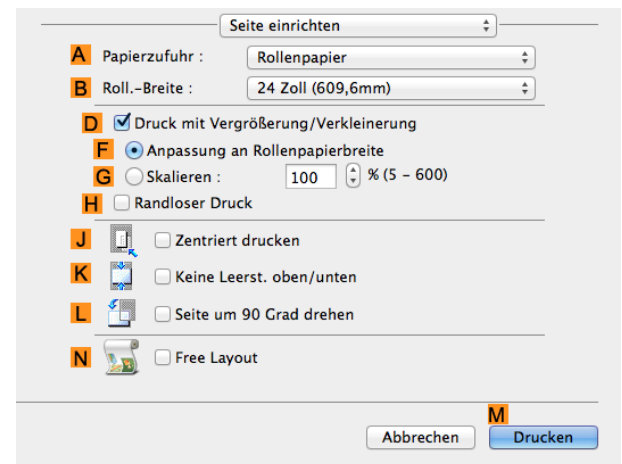 Seite einrichten
A Papierzufuhr : Rollenpapier
B Roll.-Breite : 24 Zoll (609,6mm)
D Druck mit Vergrößerung/Verkleinerung
F Anpassung an Rollenpapierbreite
G Skalieren : 100 % (5 - 600)
H Randloser Druck
J Zentriert drucken
K Keine Leerst. oben/unten
L Seite um 90 Grad drehen
N Free Layout
M
Abbrechen Drucken